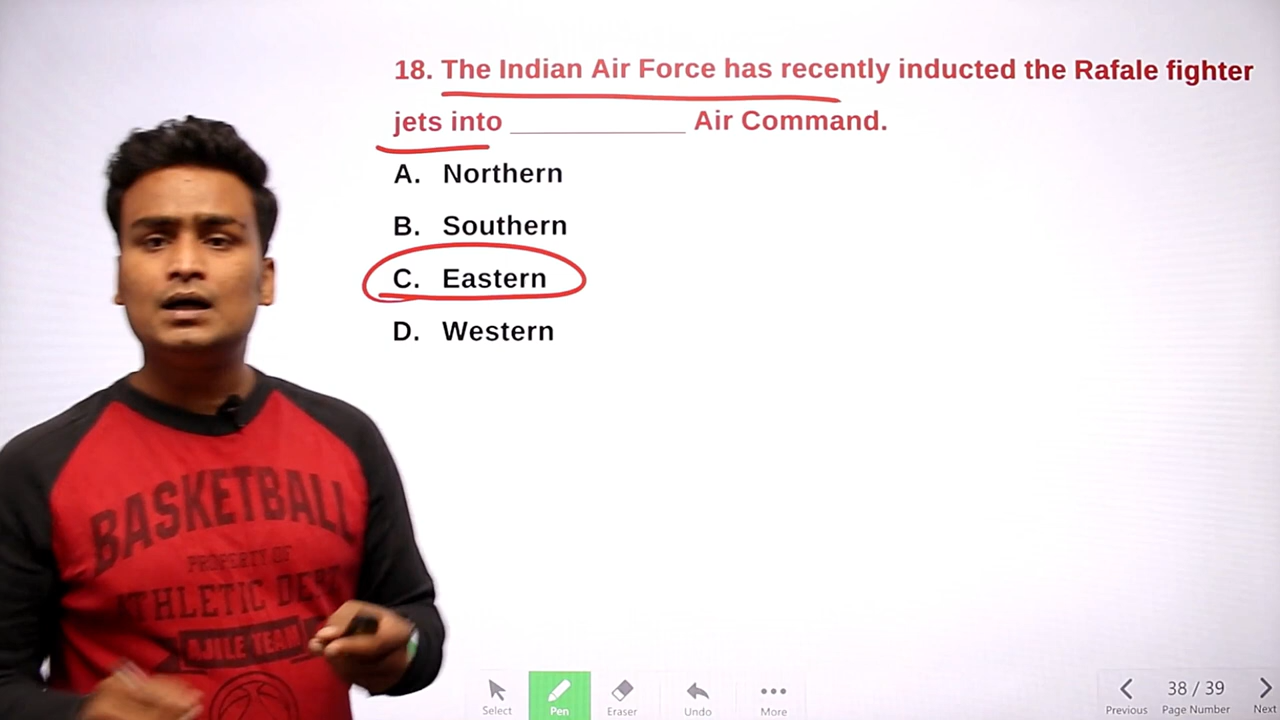 18. The Indian Air Force has recently inducted the Rafale fighter
jets into ____________ Air Command.
A. Northern
B. Southern
C. Eastern
D. Western
BASKETBALL
PROPERTY OF
ATHLETIC DEPT
AJILE TEAM
Select
Pen
Eraser
Undo
More
38 / 39
Previous
Page Number
Next